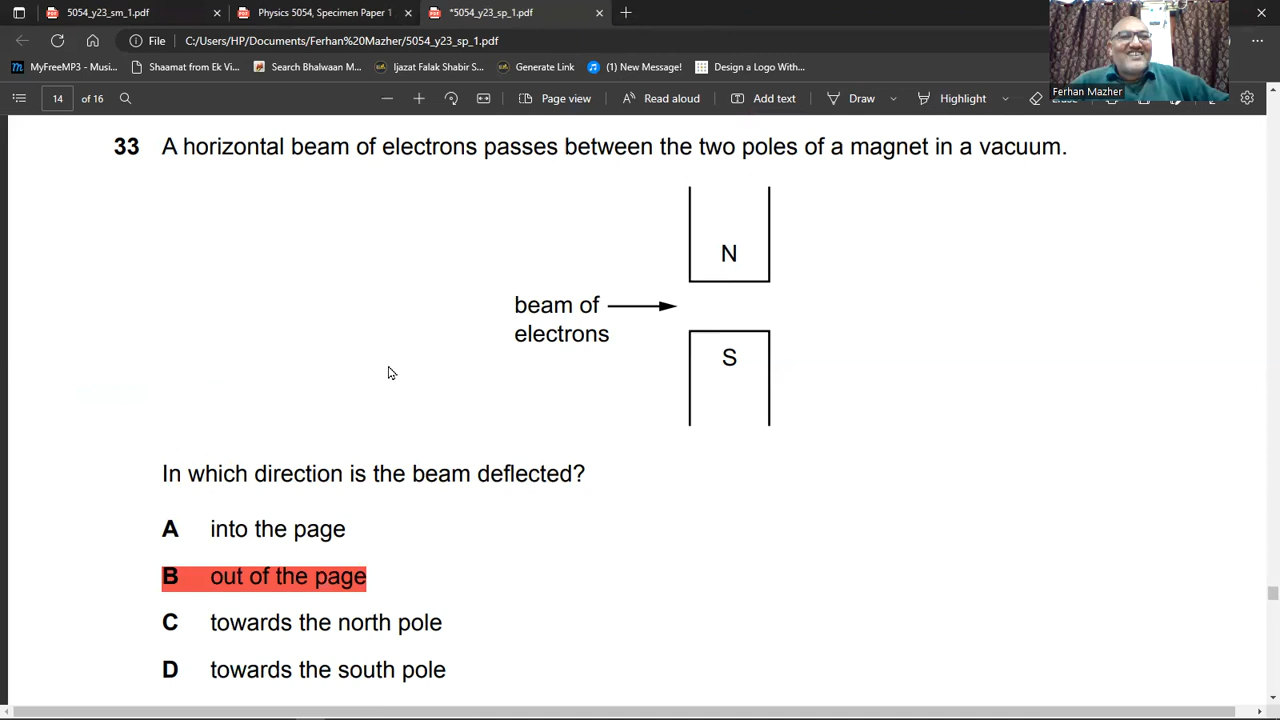 5054_y23_sm_1.pdf
Physics 5054, Specimen Paper 1
*5054_y23_sp_1.pdf
File
C:/Users/HP/Documents/Ferhan%20Mazher/5054_y23_sp_1.pdf
MyFreeMP3 - Musi...
Shaamat from Ek Vi...
Search Bhalwaan M...
Ijazat Falak Shabir S...
Generate Link
(1) New Message!
Design a Logo With...
Ferhan Mazher
14 of 16
Page view
Read aloud
Add text
Draw
Highlight
Erase
33 A horizontal beam of electrons passes between the two poles of a magnet in a vacuum.
N
beam of
electrons
S
In which direction is the beam deflected?
A into the page
B out of the page
C towards the north pole
D towards the south pole